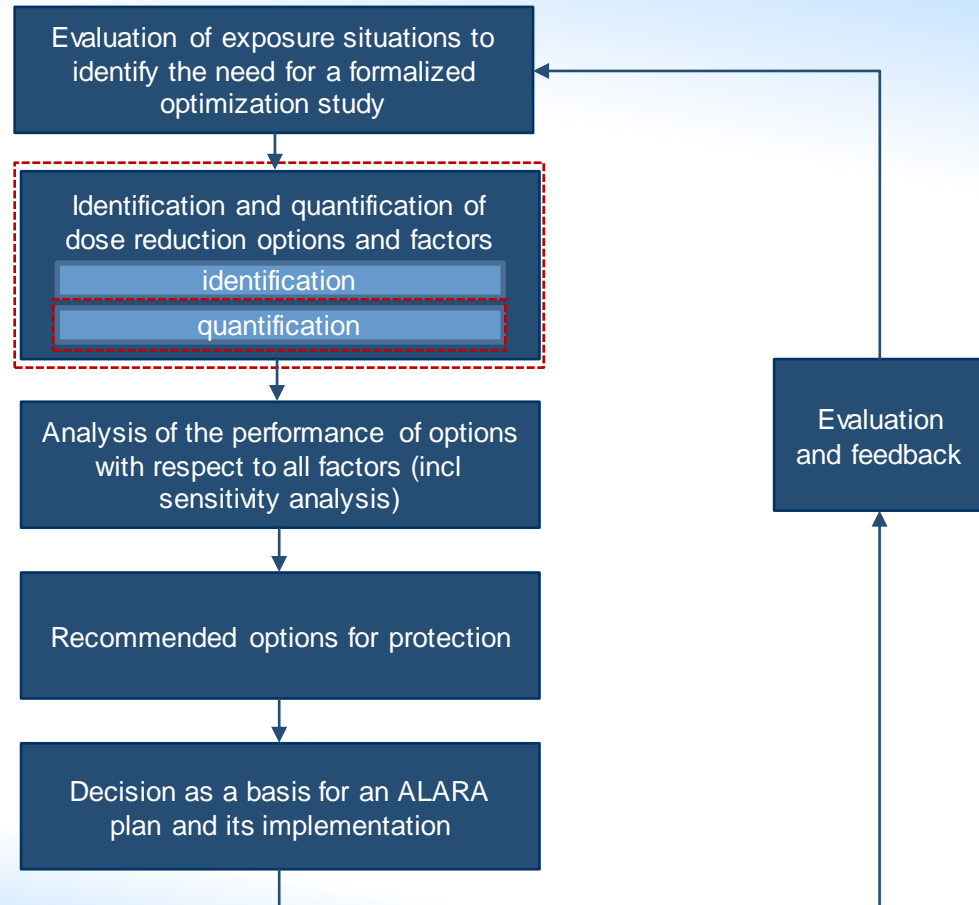 Evaluation of exposure situations to
identify the need for a formalized
optimization study
Identification and quantification of
dose reduction options and factors
identification
quantification
Analysis of the performance of options
with respect to all factors (incl
sensitivity analysis)
Recommended options for protection
Decision as a basis for an ALARA
plan and its implementation
Evaluation
and feedback